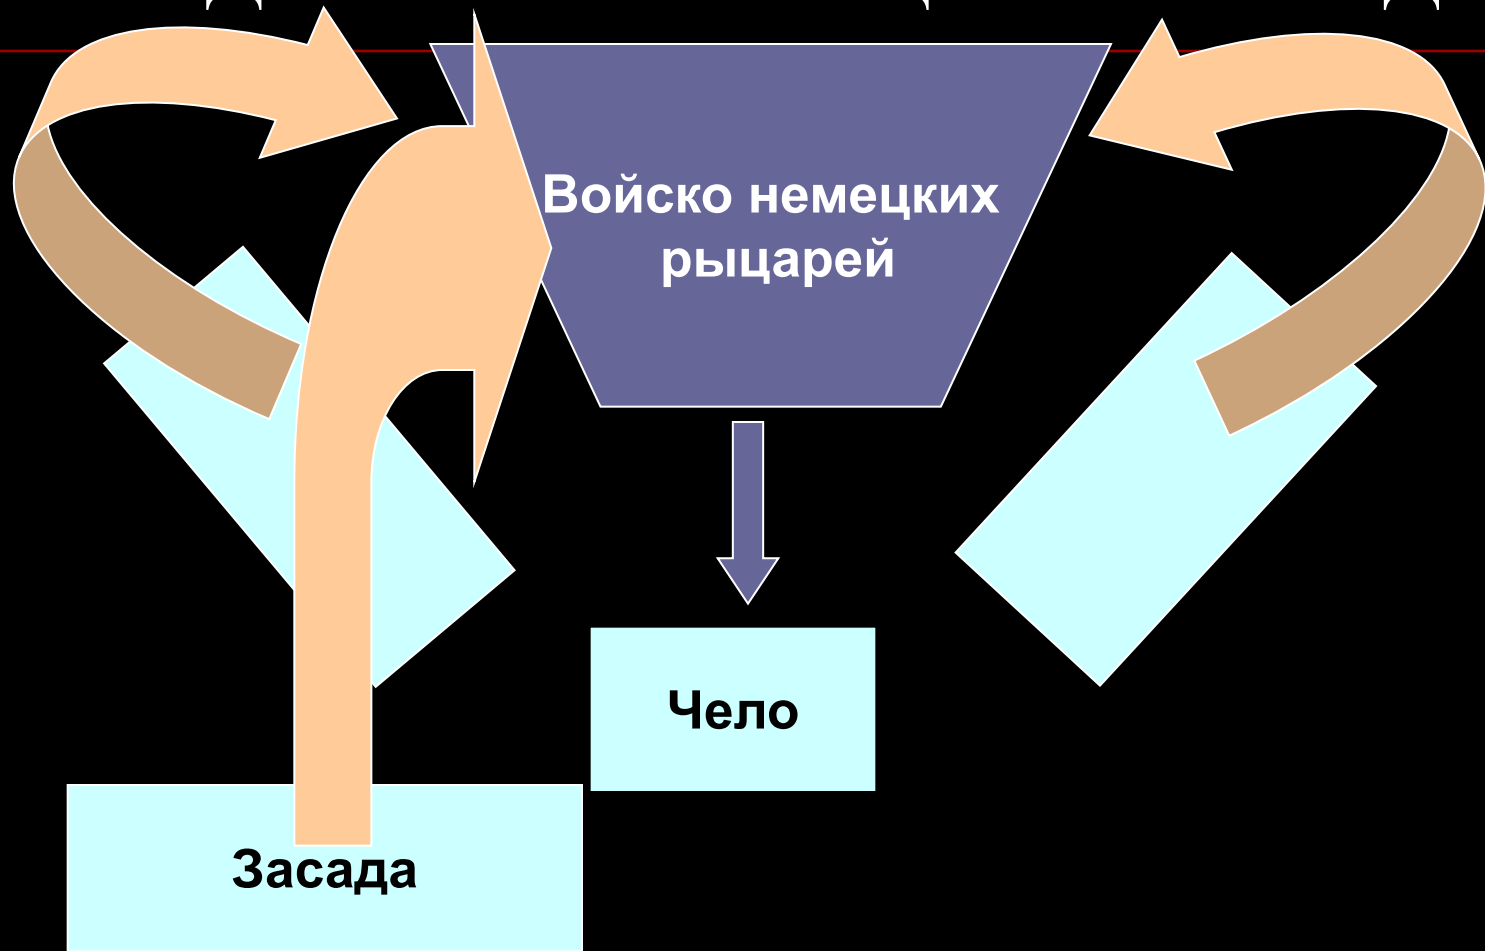 Войско немецких
рыцарей
Чело
Засада